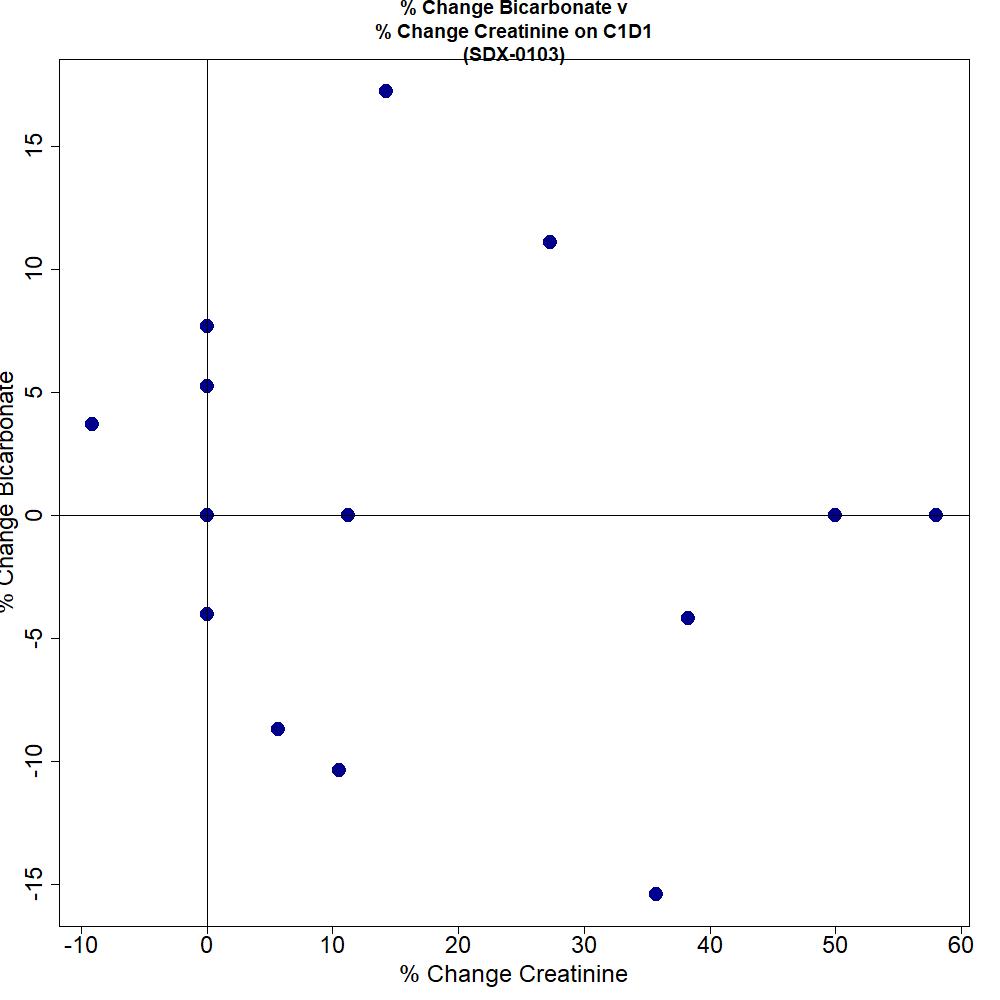 % Change Bicarbonate v
% Change Creatinine on C1D1
(SDX-0103)
% Change Bicarbonate
15
10
5
0
-5
-10
-15
-10 0 10 20 30 40 50 60
% Change Creatinine